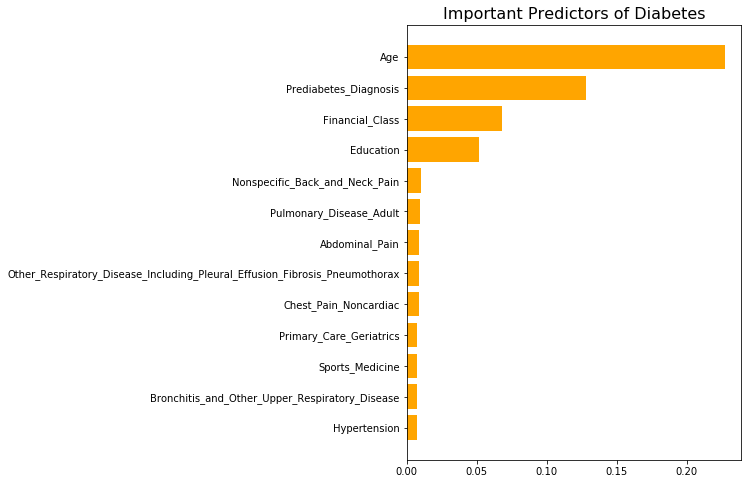 Important Predictors of Diabetes
Age
Prediabetes_Diagnosis
Financial_Class
Education
Nonspecific_Back_and_Neck_Pain
Pulmonary_Disease_Adult
Abdominal_Pain
Other_Respiratory_Disease_Including_Pleural_Effusion_Fibrosis_Pneumothorax
Chest_Pain_Noncardiac
Primary_Care_Geriatrics
Sports_Medicine
Bronchitis_and_Other_Upper_Respiratory_Disease
Hypertension
0.00 0.05 0.10 0.15 0.20